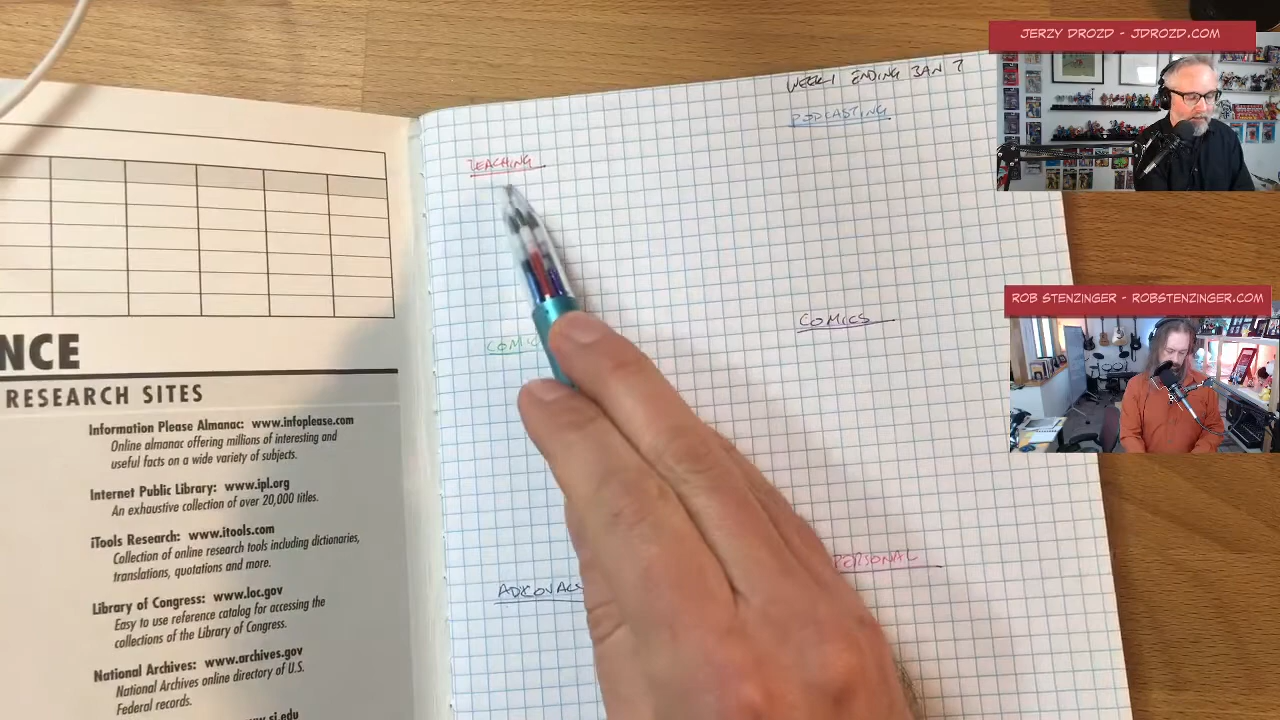 JERZY DROZD - JDROZD.COM
ROB STENZINGER - ROBSTENZINGER.COM
WEEK 1 ENDING JAN 7
PODCASTING
TEACHING
COMICS
PERSONAL
NCE
RESEARCH SITES
Information Please Almanac: www.infoplease.com
Online almanac offering millions of interesting and
useful facts on a wide variety of subjects.
Internet Public Library: www.ipl.org
An exhaustive collection of over 20,000 titles.
iTools Research: www.itools.com
Collection of online research tools including dictionaries,
translations, quotations and more.
Library of Congress: www.loc.gov
Easy to use reference catalog for accessing the
collections of the Library of Congress.
National Archives: www.archives.gov
National Archives online directory of U.S.
Federal records.